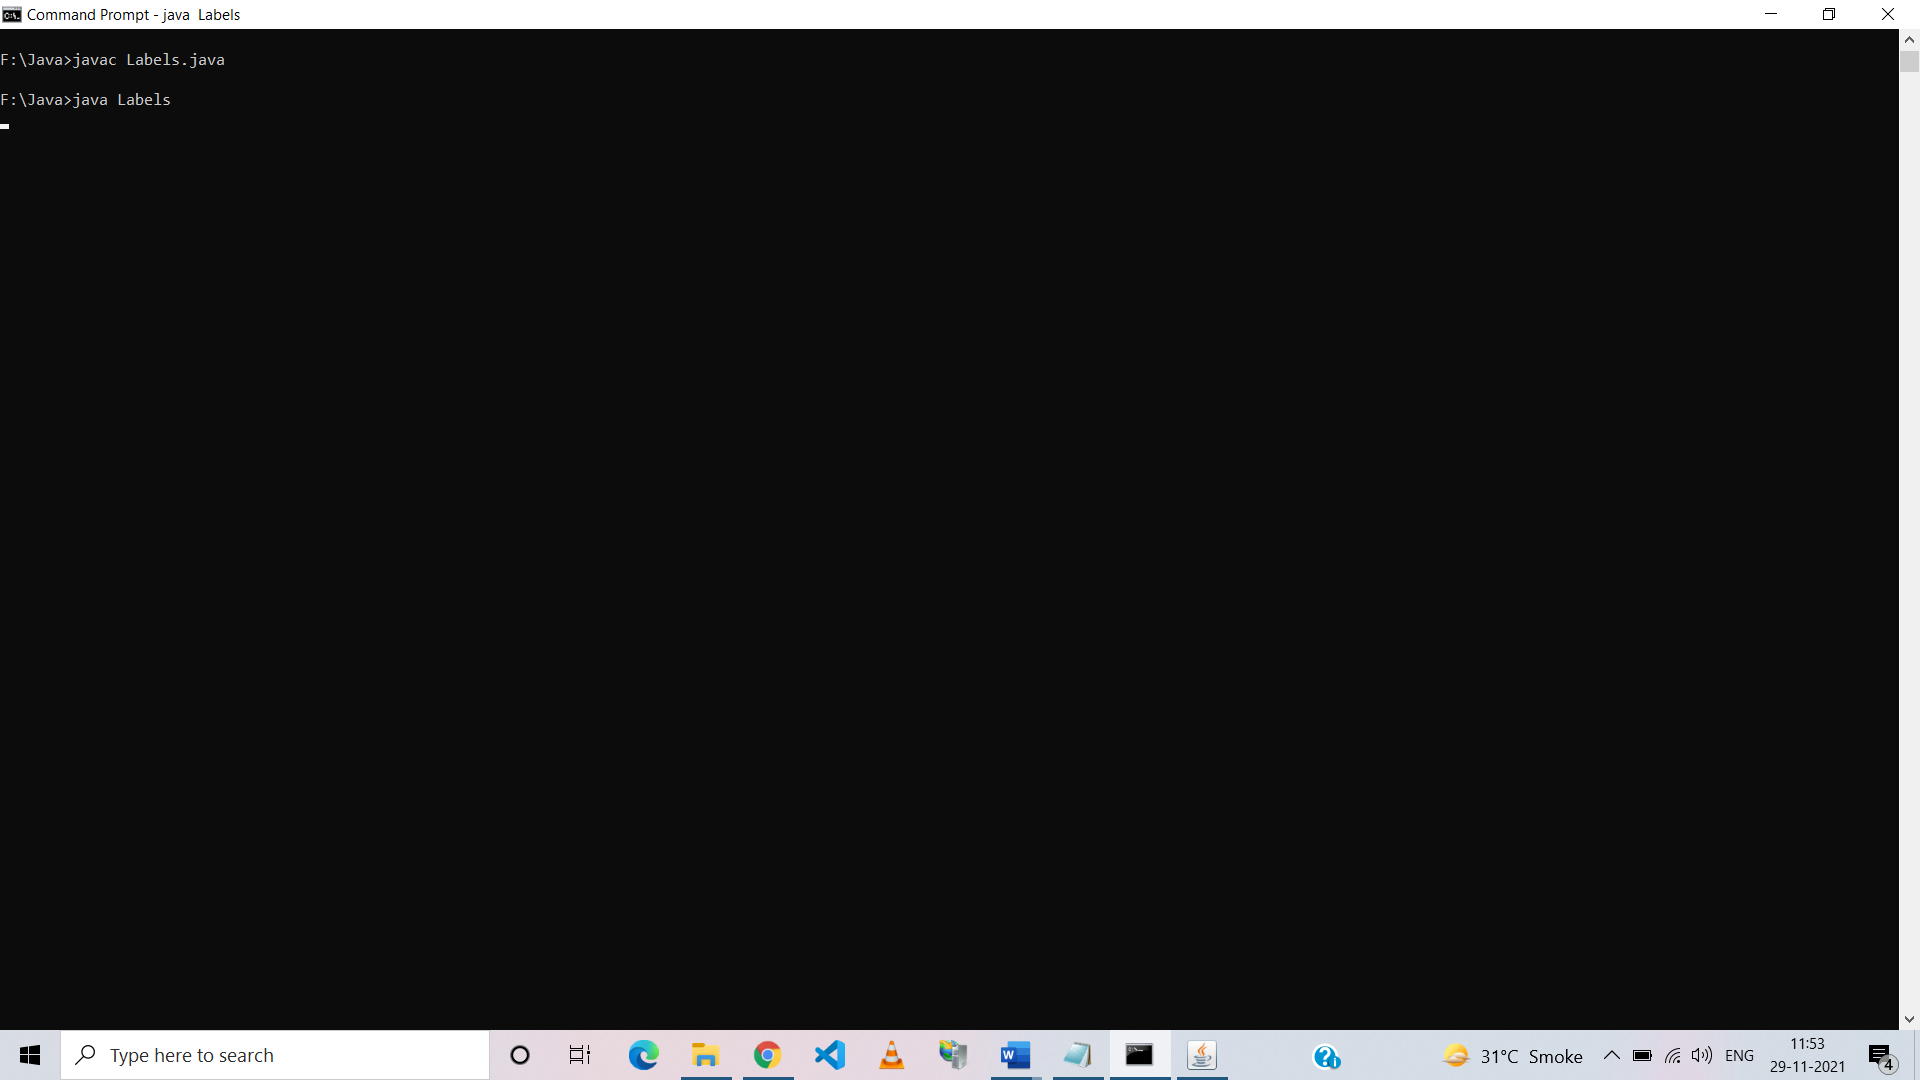 Command Prompt - java  Labels
F:\Java>javac Labels.java
F:\Java>java Labels
Type here to search
31°C  Smoke
ENG
11:53
29-11-2021
4